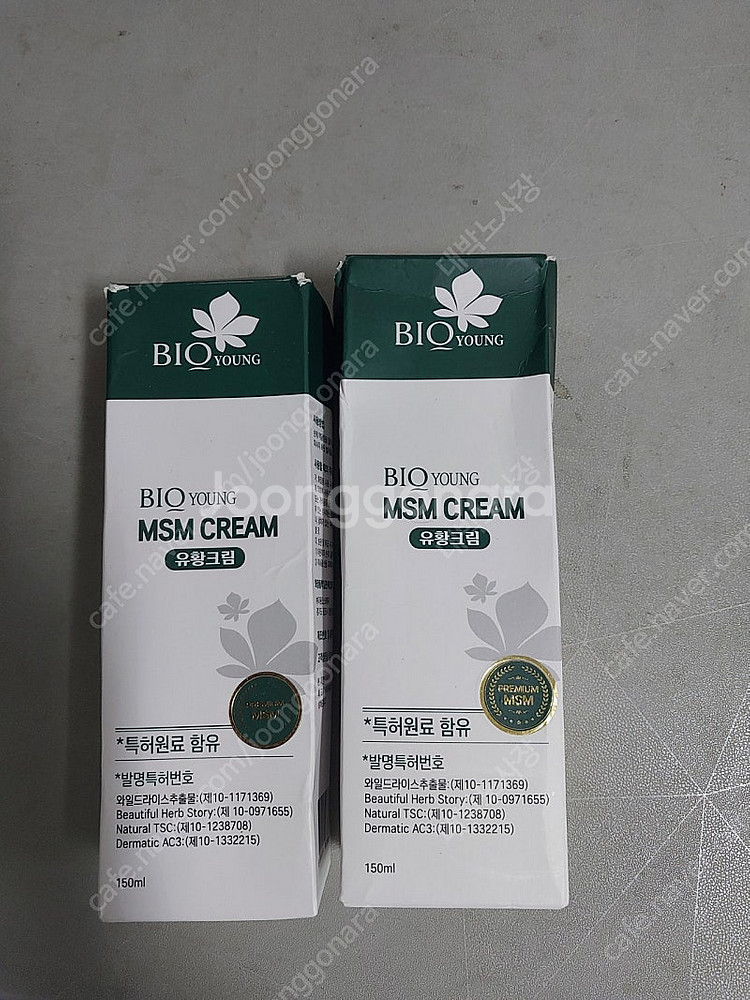 BIO YOUNG
BIO YOUNG
MSM CREAM
유황크림
*특허원료 함유
*발명특허번호
와일드라이스추출물:(제10-1171369)
Beautiful Herb Story:(제 10-0971655)
Natural TSC:(제10-1238708)
Dermatic AC3:(제10-1332215)
150ml
BIO YOUNG
BIO YOUNG
MSM CREAM
유황크림
PREMIUM
MSM
*특허원료 함유
*발명특허번호
와일드라이스추출물:(제10-1171369)
Beautiful Herb Story:(제 10-0971655)
Natural TSC:(제10-1238708)
Dermatic AC3:(제10-1332215)
150ml
Joonggonara
cafe.naver.com/joonggonara
대박노사장